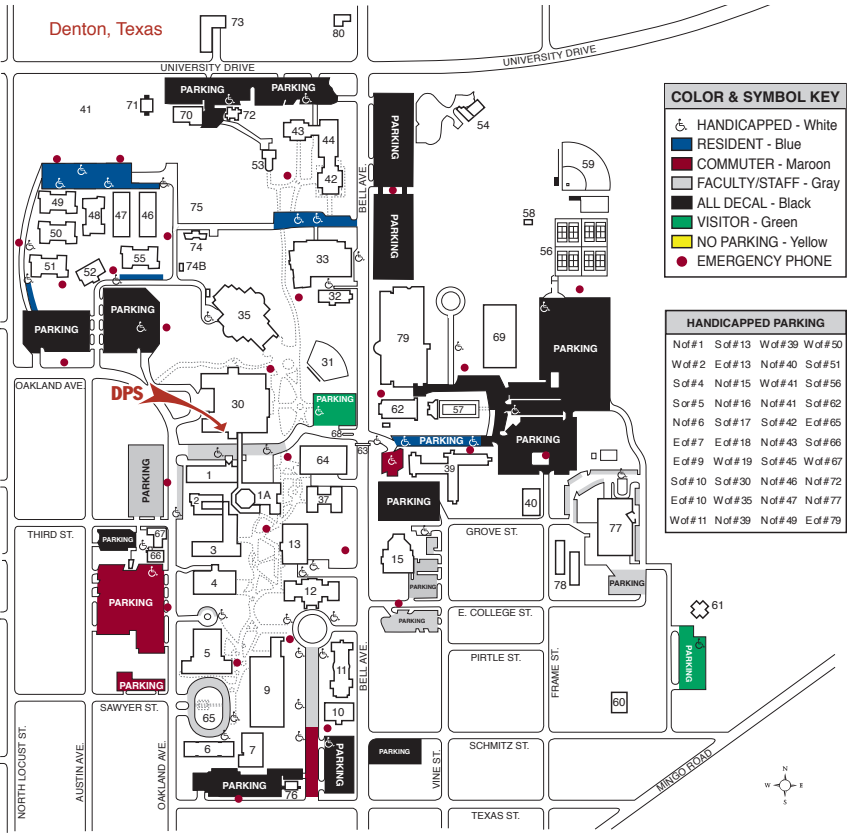 Denton, Texas
73
80
UNIVERSITY DRIVE
UNIVERSITY DRIVE
PARKING
PARKING
41
71
70
72
43
44
53
42
BELL AVE.
PARKING
54
59
COLOR & SYMBOL KEY
HANDICAPPED - White
RESIDENT - Blue
COMMUTER - Maroon
FACULTY/STAFF - Gray
ALL DECAL - Black
VISITOR - Green
NO PARKING - Yellow
EMERGENCY PHONE
49
48
47
46
75
50
51
52
55
74
74B
33
32
PARKING
58
56
PARKING
PARKING
35
31
79
69
PARKING
HANDICAPPED PARKING
Nof#1 Sof#13 Wof#39 Wof#50
Wof#2 Eof#13 Nof#40 Sof#51
Sof#4 Nof#15 Wof#41 Sof#56
Sof#5 Nof#16 Nof#41 Sof#62
Nof#6 Sof#17 Sof#42 Eof#65
Eof#7 Eof#18 Nof#43 Sof#66
Eof#9 Wof#19 Sof#45 Wof#67
Sof#10 Sof#30 Nof#46 Nof#72
Eof#10 Wof#35 Nof#47 Nof#77
Wof#11 Nof#39 Nof#49 Eof#79
OAKLAND AVE.
DPS
30
PARKING
62
57
68
63
PARKING
PARKING
64
39
PARKING
1
1A
2
37
PARKING
40
77
THIRD ST.
PARKING
67
66
3
13
15
GROVE ST.
78
PARKING
PARKING
4
12
PARKING
PARKING
E. COLLEGE ST.
61
5
9
11
BELL AVE.
PIRTLE ST.
FRAME ST.
PARKING
PARKING
SAWYER ST.
65
10
60
6
7
PARKING
PARKING
SCHMITZ ST.
MINGO ROAD
NORTH LOCUST ST.
AUSTIN AVE.
OAKLAND AVE.
PARKING
76
VINE ST.
TEXAS ST.
N
W
E
S